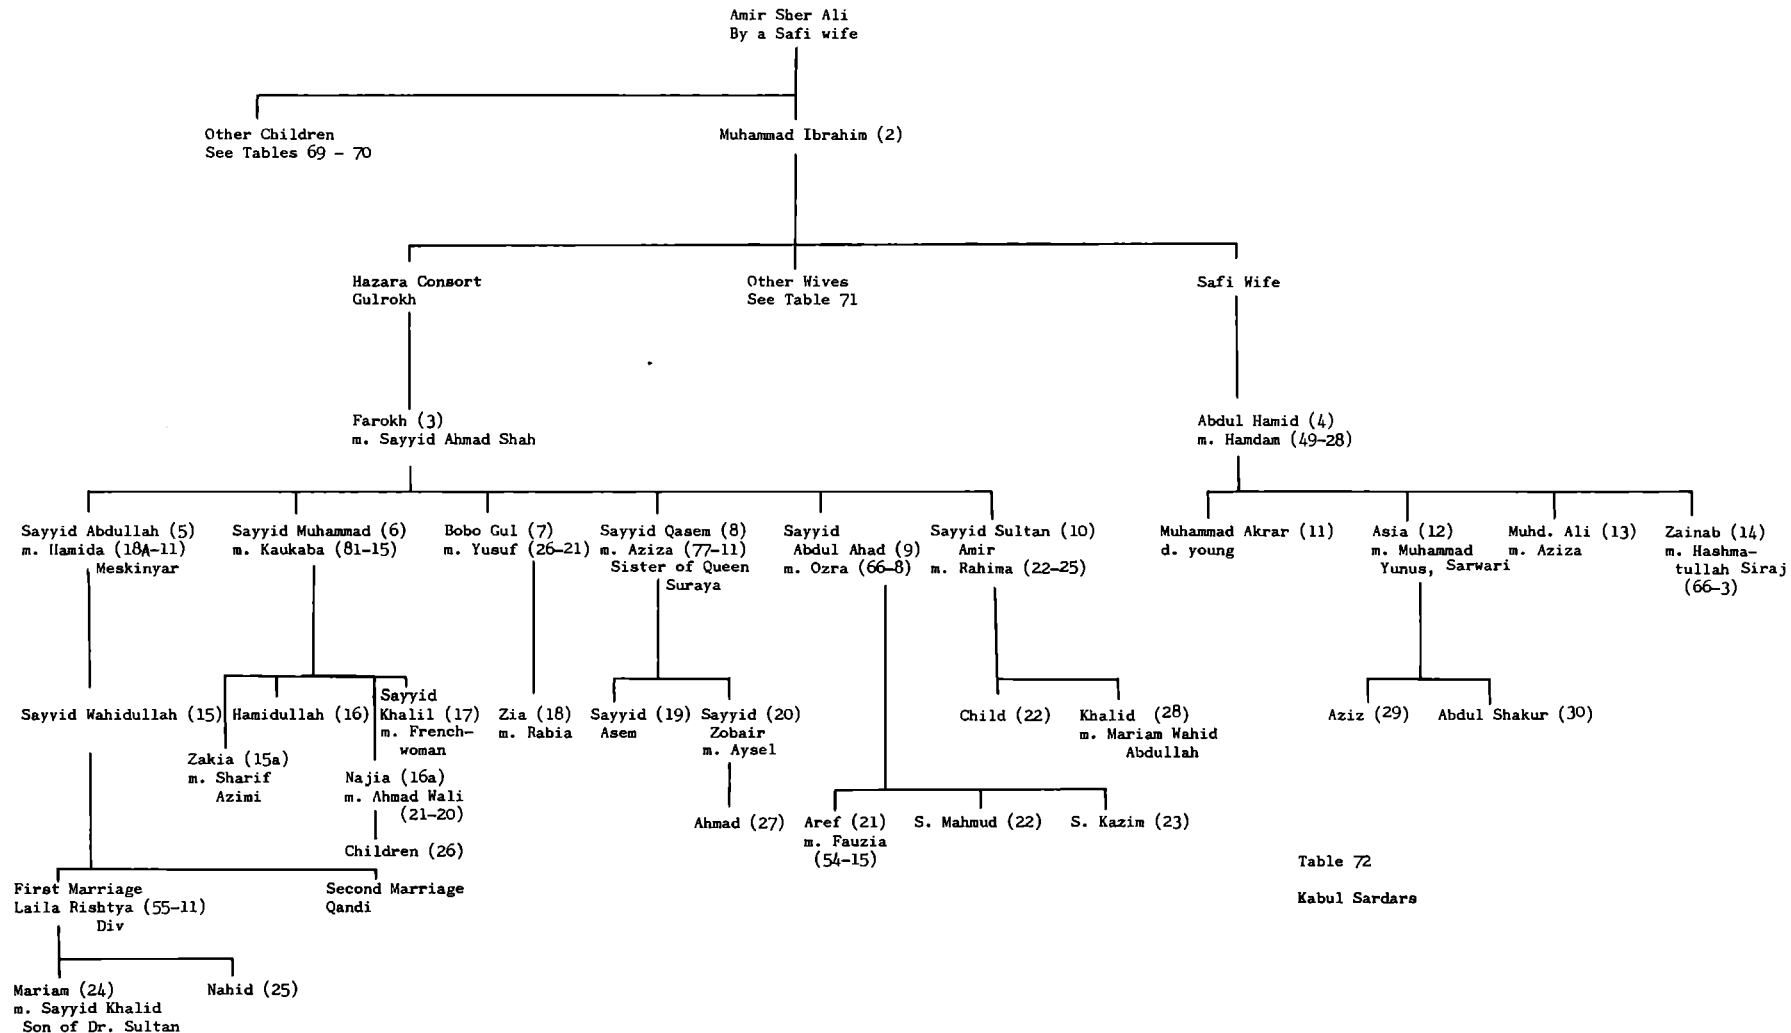 Amir Sher Ali
By a Safi wife
Other Children
See Tables 69 - 70
Muhammad Ibrahim (2)
Hazara Consort
Gulrokh
Other Wives
See Table 71
Safi Wife
Farokh (3)
m. Sayyid Ahmad Shah
Abdul Hamid (4)
m. Hamdam (49-28)
Sayyid Abdullah (5)
m. Hamida (18A-11)
Meskinyar
Sayyid Muhammad (6)
m. Kaukaba (81-15)
Bobo Gul (7)
m. Yusuf (26-21)
Sayyid Qasem (8)
m. Aziza (77-11)
Sister of Queen
Suraya
Sayyid
Abdul Ahad (9)
m. Ozra (66-8)
Sayyid Sultan (10)
Amir
m. Rahima (22-25)
Muhammad Akrar (11)
d. young
Asia (12)
m. Muhammad
Yunus, Sarwari
Muhd. Ali (13)
m. Aziza
Zainab (14)
m. Hashma-
tullah Siraj
(66-3)
Sayvid Wahidullah (15)
Hamidullah (16)
Sayyid
Khalil (17)
m. French-
woman
Zia (18)
m. Rabia
Sayyid (19)
Asem
Sayyid (20)
Zobair
m. Aysel
Child (22)
Khalid (28)
m. Mariam Wahid
Abdullah
Aziz (29)
Abdul Shakur (30)
Zakia (15a)
m. Sharif
Azimi
Najia (16a)
m. Ahmad Wali
(21-20)
Children (26)
Ahmad (27)
Aref (21)
m. Fauzia
(54-15)
S. Mahmud (22)
S. Kazim (23)
First Marriage
Laila Rishtya (55-11)
Div
Second Marriage
Qandi
Mariam (24)
m. Sayyid Khalid
Son of Dr. Sultan
Nahid (25)
Table 72
Kabul Sardars